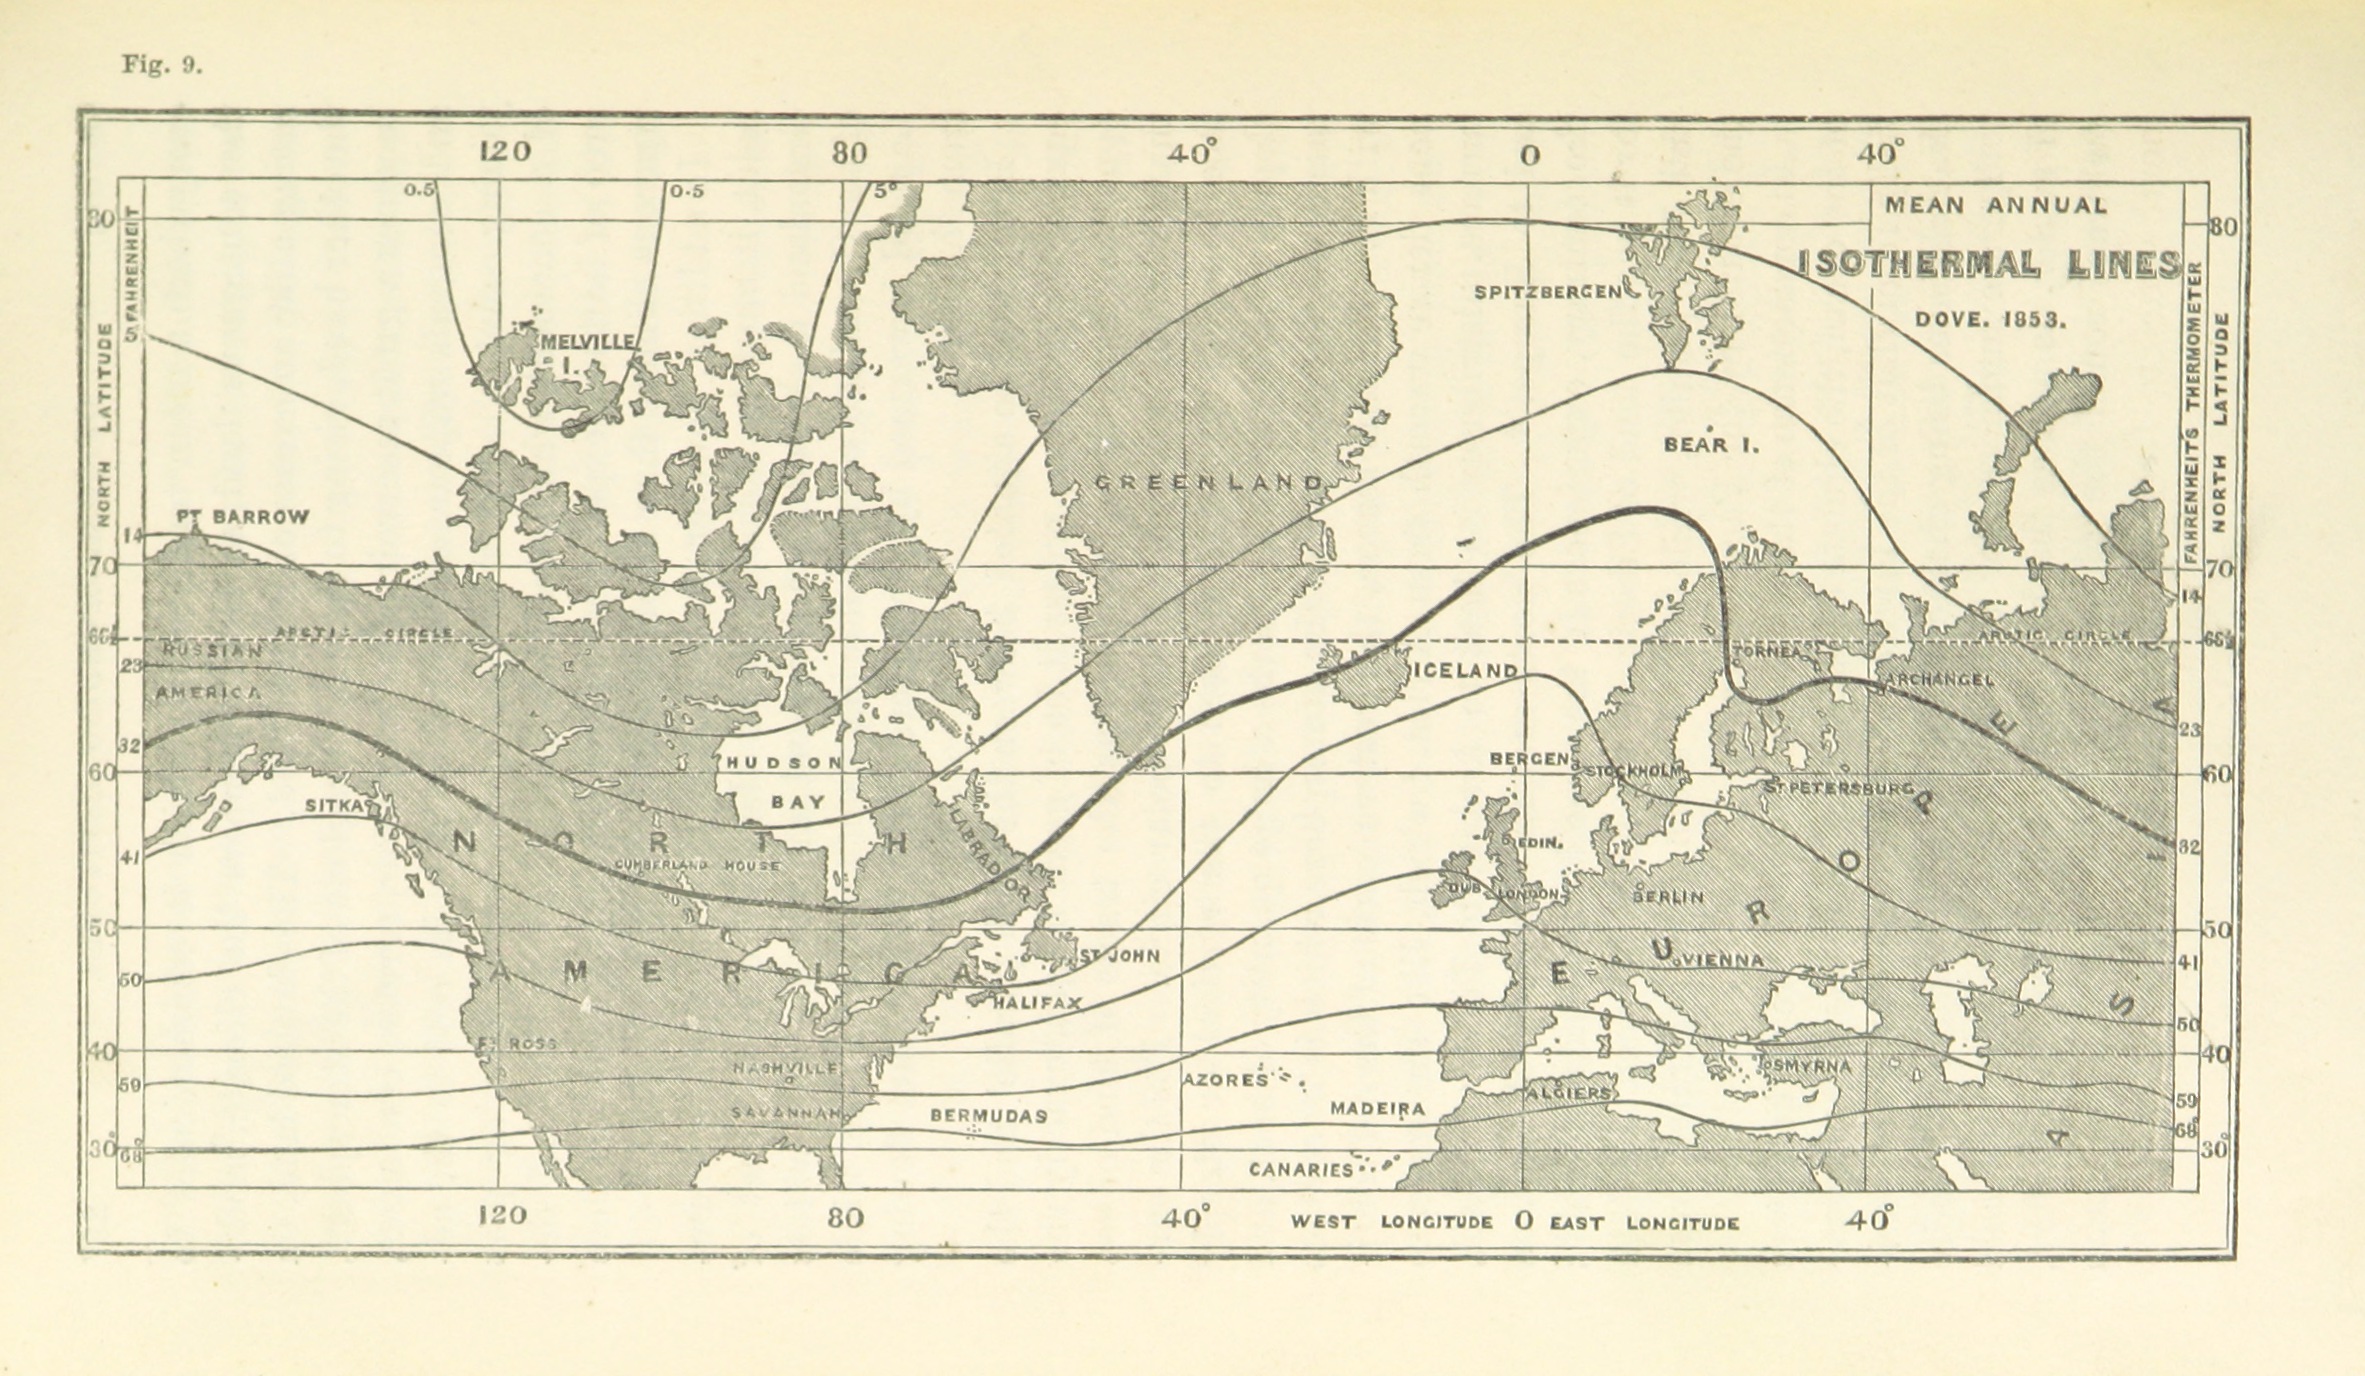 Fig. 9.
120 80 40° 0 40°
0.5 0.5 5°
MEAN ANNUAL
ISOTHERMAL LINES
DOVE. 1853.
80 80
5 FAHRENHEIT
NORTH LATITUDE
FAHRENHEITS THERMOMETER
NORTH LATITUDE
SPITZBERGEN
MELVILLE
I.
BEAR I.
GREENLAND
PT BARROW
14
70 70
14
ARCTIC CIRCLE ARCTIC CIRCLE
66½ 66½
RUSSIAN
AMERICA
23
TORNEA
ICELAND
ARCHANGEL
23
32
HUDSON
BAY
BERGEN
STOCKHOLM
60 60
ST PETERSBURG
SITKA
LABRADOR
41
NORTH
CUMBERLAND HOUSE
EDIN.
32
DUB. LONDON
BERLIN
50 50
AMERICA
ST JOHN
VIENNA
41
EUROPE
ASIA
50
HALIFAX
50
FT ROSS
40 40
NASHVILLE
AZORES
SMYRNA
59
SAVANNAH
BERMUDAS
MADEIRA
ALGIERS
59
68
30° 30°
68
CANARIES
120 80 40° WEST LONGITUDE 0 EAST LONGITUDE 40°